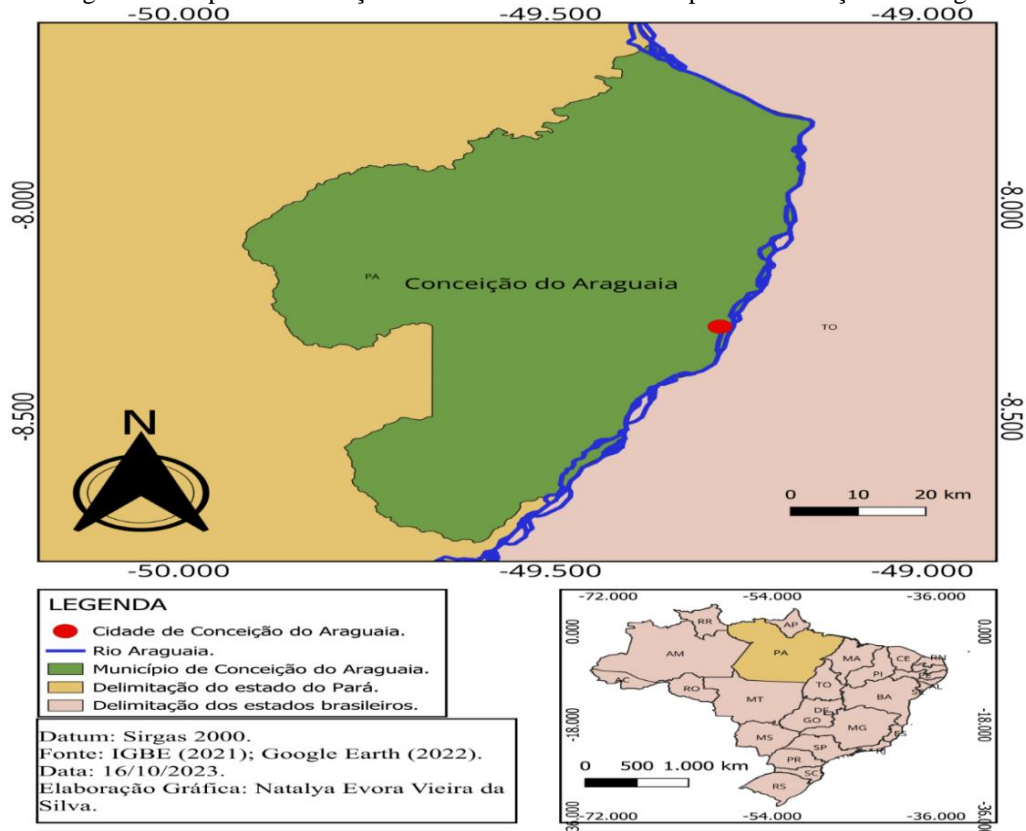 -50.000 -49.500 -49.000
-8.000 -8.000
PA Conceição do Araguaia
TO
-8.500 -8.500
N
0 10 20 km
-50.000 -49.500 -49.000
LEGENDA
Cidade de Conceição do Araguaia.
Rio Araguaia.
Município de Conceição do Araguaia.
Delimitação do estado do Pará.
Delimitação dos estados brasileiros.
Datum: Sirgas 2000.
Fonte: IGBE (2021); Google Earth (2022).
Data: 16/10/2023.
Elaboração Gráfica: Natalya Evora Vieira da
Silva.
-72.000 -54.000 -36.000
0.000 0.000
RR AP
AM PA MA CE RN
PI
AC TO AL
RO BA
MT
DF
GO
-18.000 -18.000
MG
MS ES
SP RJ
PR
0 500 1.000 km
SC
RS
36.000 -36.000
-72.000 -54.000 -36.000